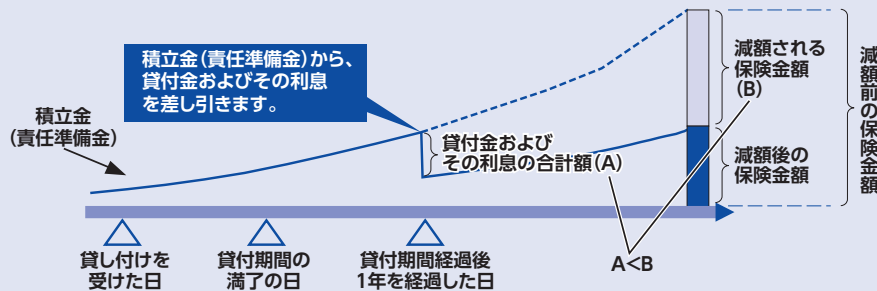 積立金(責任準備金)から、
貸付金およびその利息
を差し引きます。
積立金
(責任準備金)
貸付金および
その利息の合計額(A)
減額される
保険金額
(B)
減額後の
保険金額
減額前の保険金額
貸し付けを
受けた日
貸付期間の
満了の日
貸付期間経過後
1年を経過した日
A<B